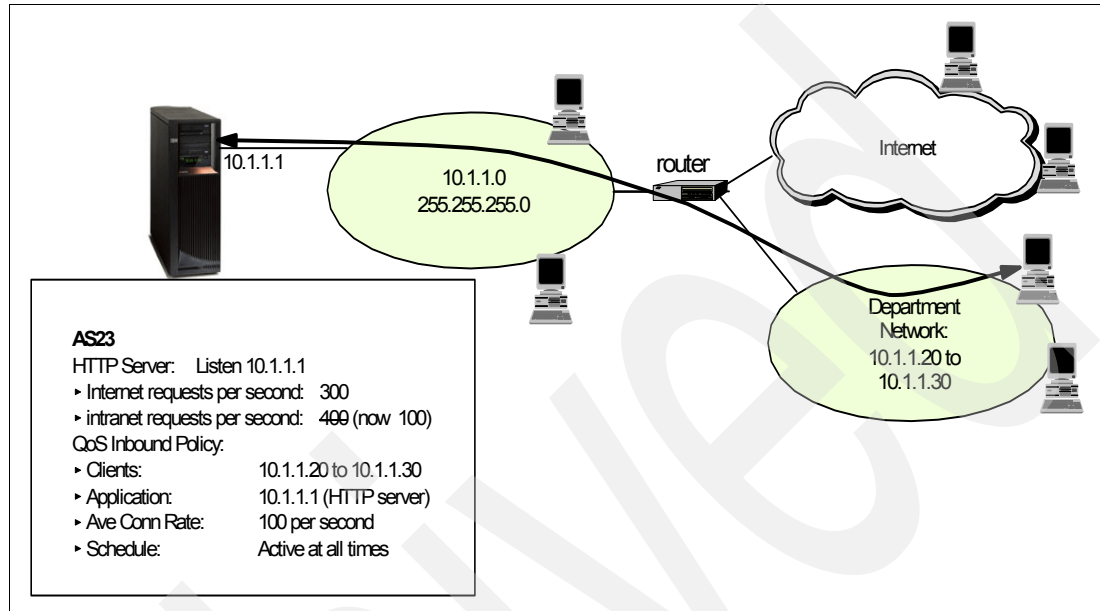 10.1.1.1
10.1.1.0
255.255.255.0
router
Internet
Department
Network:
10.1.1.20 to
10.1.1.30
AS23
HTTP Server: Listen 10.1.1.1
‣ Internet requests per second: 300
‣ intranet requests per second: 400 (now 100)
QoS Inbound Policy:
‣ Clients: 10.1.1.20 to 10.1.1.30
‣ Application: 10.1.1.1 (HTTP server)
‣ Ave Conn Rate: 100 per second
‣ Schedule: Active at all times